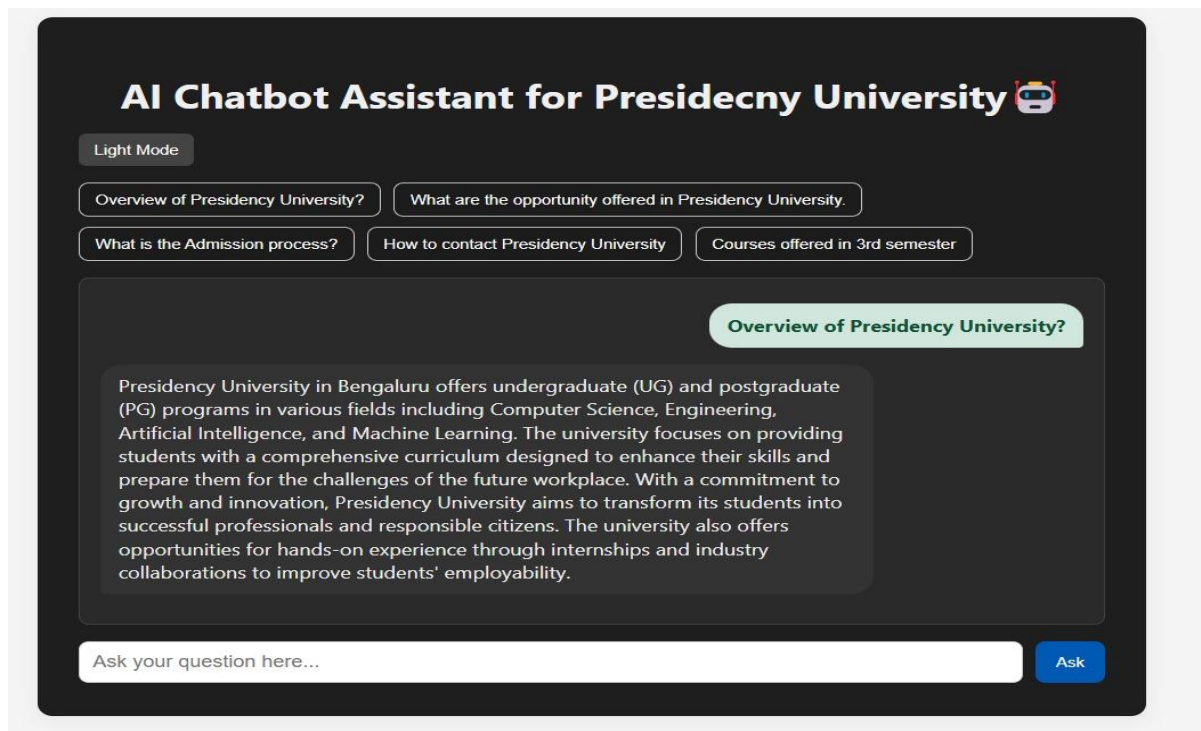 AI Chatbot Assistant for Presidecny University
Light Mode
Overview of Presidency University?
What are the opportunity offered in Presidency University.
What is the Admission process?
How to contact Presidency University
Courses offered in 3rd semester
Overview of Presidency University?
Presidency University in Bengaluru offers undergraduate (UG) and postgraduate
(PG) programs in various fields including Computer Science, Engineering,
Artificial Intelligence, and Machine Learning. The university focuses on providing
students with a comprehensive curriculum designed to enhance their skills and
prepare them for the challenges of the future workplace. With a commitment to
growth and innovation, Presidency University aims to transform its students into
successful professionals and responsible citizens. The university also offers
opportunities for hands-on experience through internships and industry
collaborations to improve students' employability.
Ask your question here...
Ask